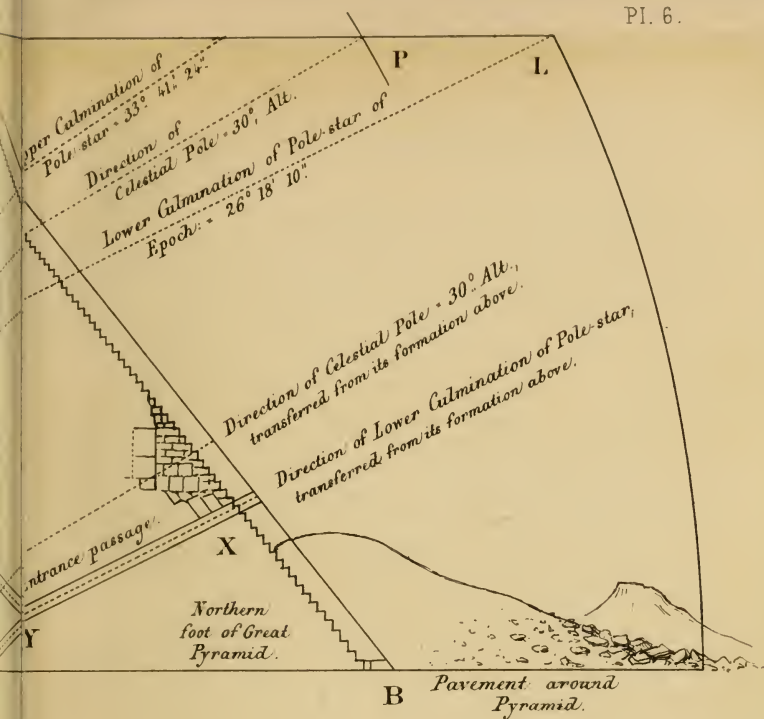 Pl. 6.
pper Culmination of
Pole-star = 33° 41' 24"
Direction of
Celestial Pole = 30°, Alt.
P
L
Lower Culmination of Pole-star of
Epoch: = 26° 18' 10".
Direction of Celestial Pole = 30° Alt.,
transferred from its formation above.
Direction of Lower Culmination of Pole-star,
transferred from its formation above.
ntrance passage.
X
Y
Northern
foot of Great
Pyramid.
B
Pavement around
Pyramid.